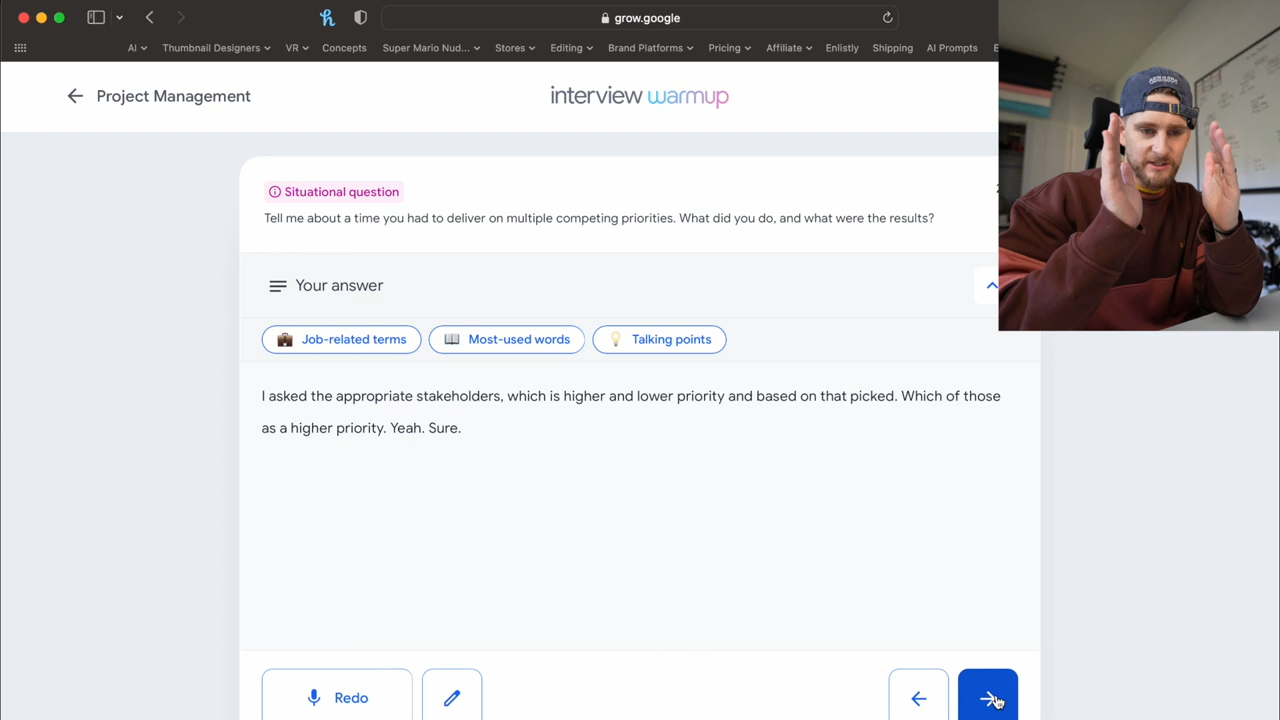 grow.google
AI Thumbnail Designers VR Concepts Super Mario Nud... Stores Editing Brand Platforms Pricing Affiliate Enlistly Shipping AI Prompts
Project Management
interview warmup
Situational question
Tell me about a time you had to deliver on multiple competing priorities. What did you do, and what were the results?
Your answer
Job-related terms Most-used words Talking points
I asked the appropriate stakeholders, which is higher and lower priority and based on that picked. Which of those
as a higher priority. Yeah. Sure.
Redo